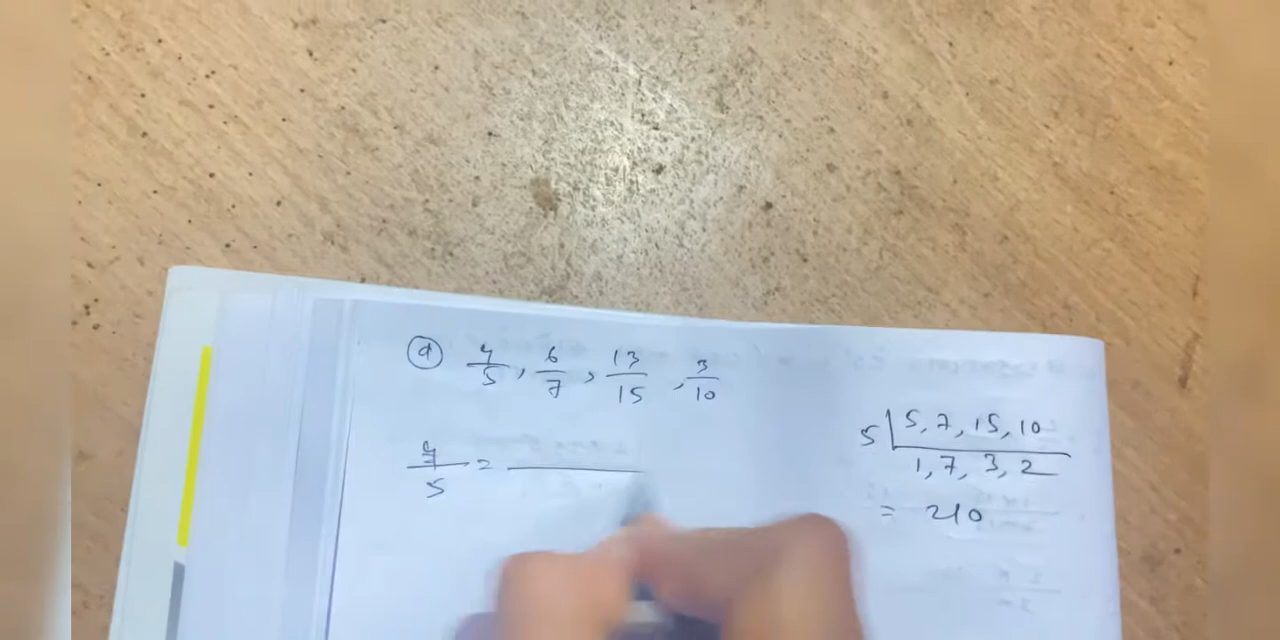 ⓐ 4/5, 6/7, 13/15, 3/10
4/5 =
5 | 5, 7, 15, 10
1, 7, 3, 2
= 210